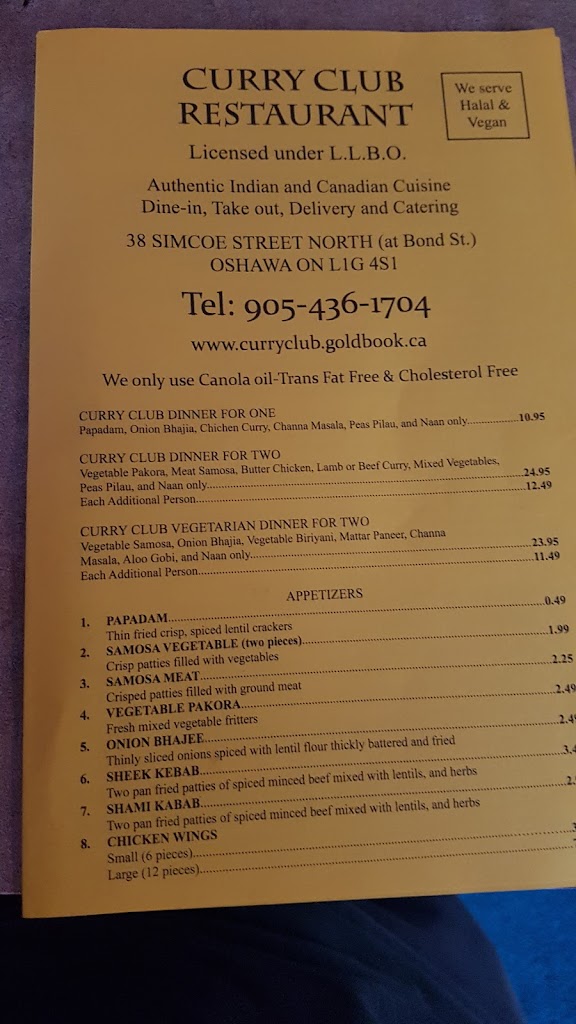 CURRY CLUB
RESTAURANT
We serve
Halal &
Vegan
Licensed under L.L.B.O.
Authentic Indian and Canadian Cuisine
Dine-in, Take out, Delivery and Catering
38 SIMCOE STREET NORTH (at Bond St.)
OSHAWA ON L1G 4S1
Tel: 905-436-1704
www.curryclub.goldbook.ca
We only use Canola oil-Trans Fat Free & Cholesterol Free
CURRY CLUB DINNER FOR ONE
Papadam, Onion Bhajia, Chichen Curry, Channa Masala, Peas Pilau, and Naan only..................10.95
CURRY CLUB DINNER FOR TWO
Vegetable Pakora, Meat Samosa, Butter Chicken, Lamb or Beef Curry, Mixed Vegetables,
Peas Pilau, and Naan only..................24.95
Each Additional Person..................12.49
CURRY CLUB VEGETARIAN DINNER FOR TWO
Vegetable Samosa, Onion Bhajia, Vegetable Biriyani, Mattar Paneer, Channa
Masala, Aloo Gobi, and Naan only..................23.95
Each Additional Person..................11.49
APPETIZERS
1. PAPADAM..................0.49
Thin fried crisp, spiced lentil crackers
2. SAMOSA VEGETABLE (two pieces)..................1.99
Crisp patties filled with vegetables
3. SAMOSA MEAT..................2.25
Crisped patties filled with ground meat
4. VEGETABLE PAKORA..................2.49
Fresh mixed vegetable fritters
5. ONION BHAJEE..................2.49
Thinly sliced onions spiced with lentil flour thickly battered and fried
6. SHEEK KEBAB..................3.4
Two pan fried patties of spiced minced beef mixed with lentils, and herbs
7. SHAMI KABAB..................2.
Two pan fried patties of spiced minced beef mixed with lentils, and herbs
8. CHICKEN WINGS
Small (6 pieces)..................
Large (12 pieces)..................